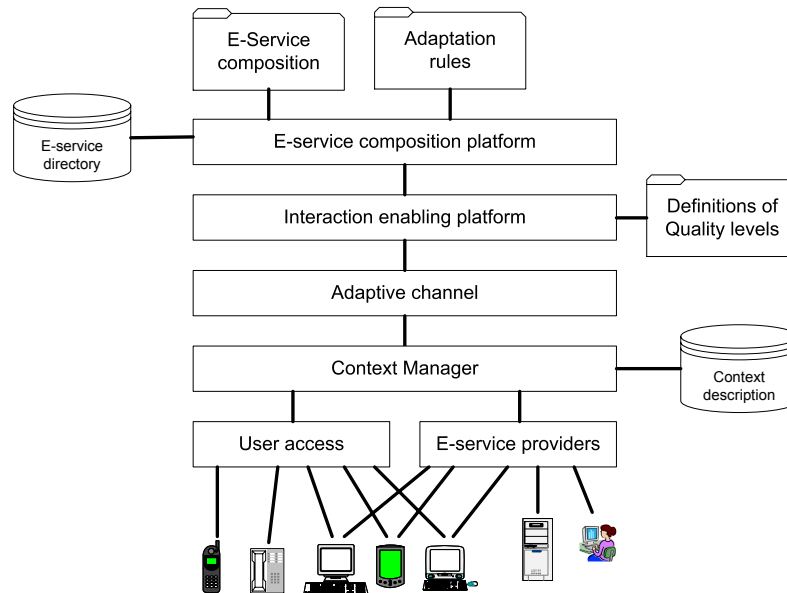 E-Service
composition
Adaptation
rules
E-service
directory
E-service composition platform
Interaction enabling platform
Definitions of
Quality levels
Adaptive channel
Context Manager
Context
description
User access
E-service providers